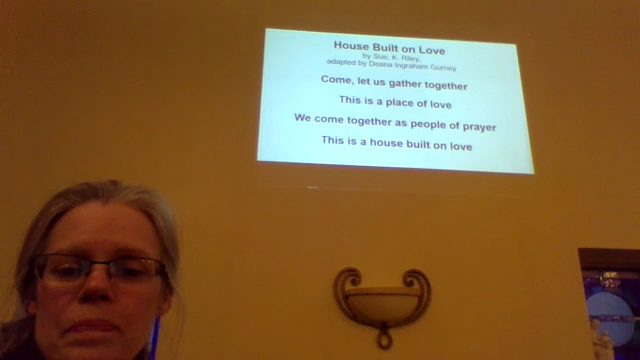 House Built on Love
by Sue, K. Riley,
adapted by Deana Ingraham Gurney
Come, let us gather together
This is a place of love
We come together as people of prayer
This is a house built on love